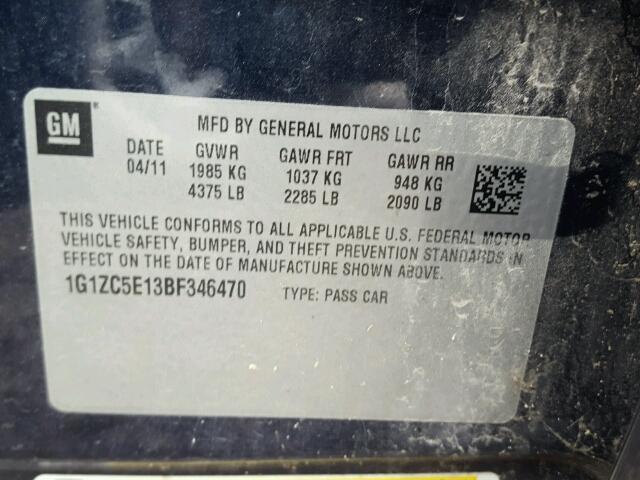 GM
MFD BY GENERAL MOTORS LLC
DATE GVWR GAWR FRT GAWR RR
04/11 1985 KG 1037 KG 948 KG
4375 LB 2285 LB 2090 LB
THIS VEHICLE CONFORMS TO ALL APPLICABLE U.S. FEDERAL MOTOR
VEHICLE SAFETY, BUMPER, AND THEFT PREVENTION STANDARDS IN
EFFECT ON THE DATE OF MANUFACTURE SHOWN ABOVE.
1G1ZC5E13BF346470 TYPE: PASS CAR